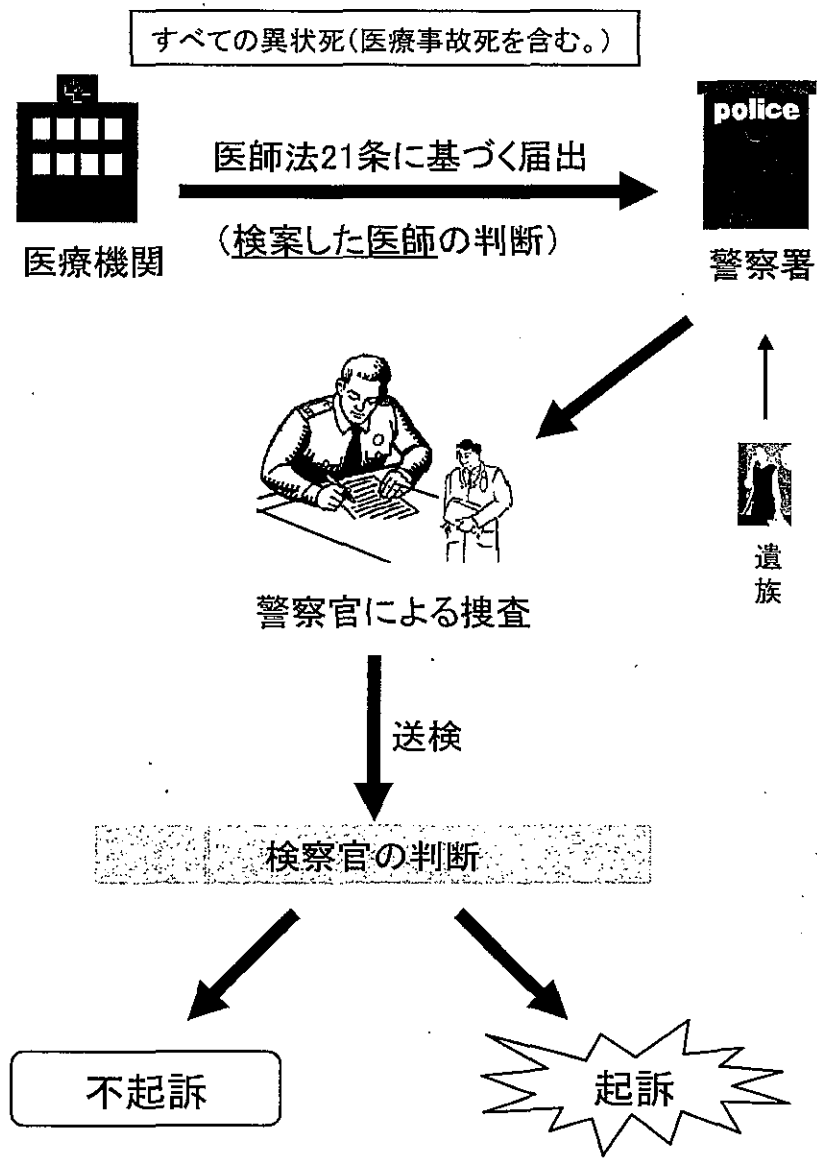 すべての異状死(医療事故死を含む。)
police
医師法21条に基づく届出
(検案した医師の判断)
医療機関
警察署
遺族
警察官による捜査
送検
検察官の判断
不起訴
起訴